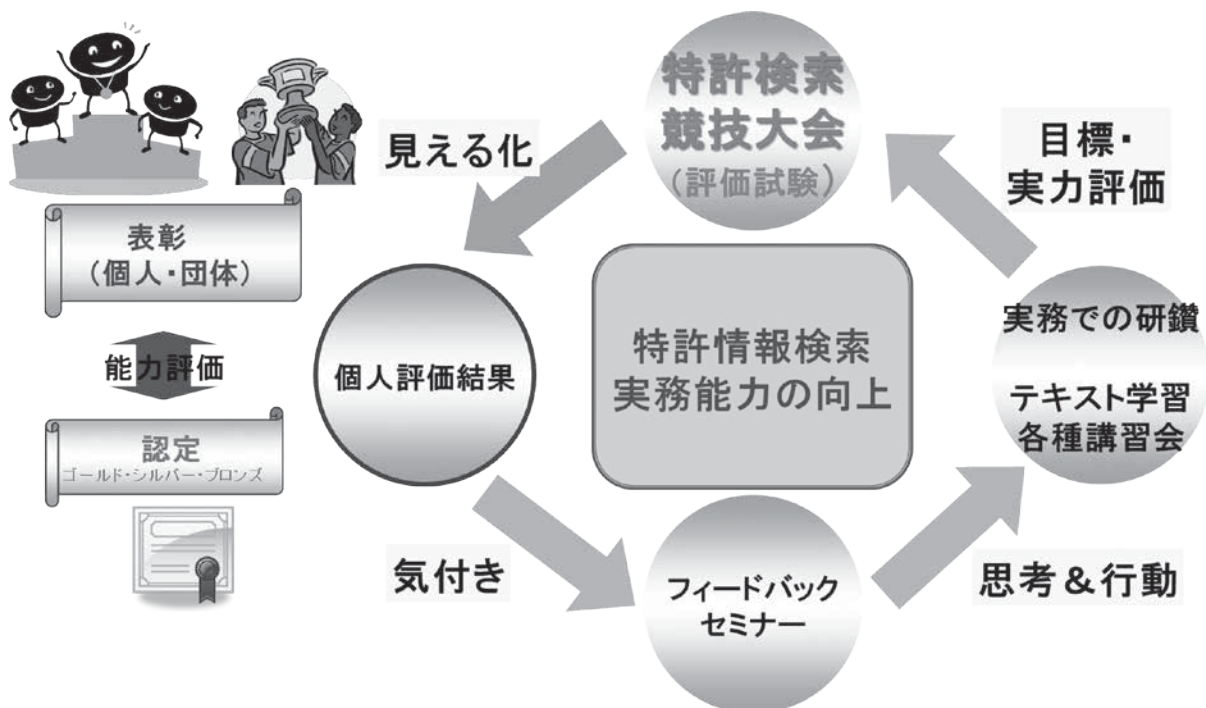 特許検索
競技大会
（評価試験）
見える化
目標・
実力評価
表彰
（個人・団体）
能力評価
認定
ゴールド・シルバー・ブロンズ
個人評価結果
特許情報検索
実務能力の向上
実務での研鑽
テキスト学習
各種講習会
気付き
フィードバック
セミナー
思考＆行動